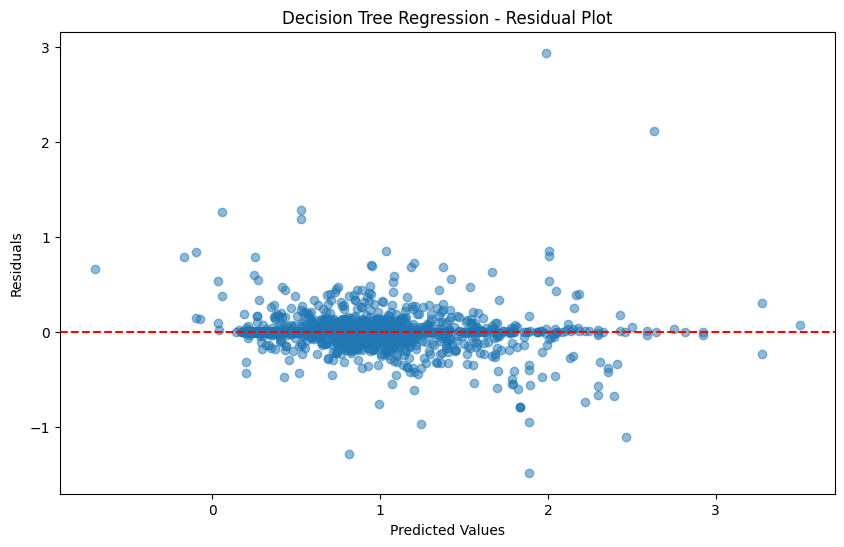 Decision Tree Regression - Residual Plot
3
2
1
0
−1
Residuals
0 1 2 3
Predicted Values